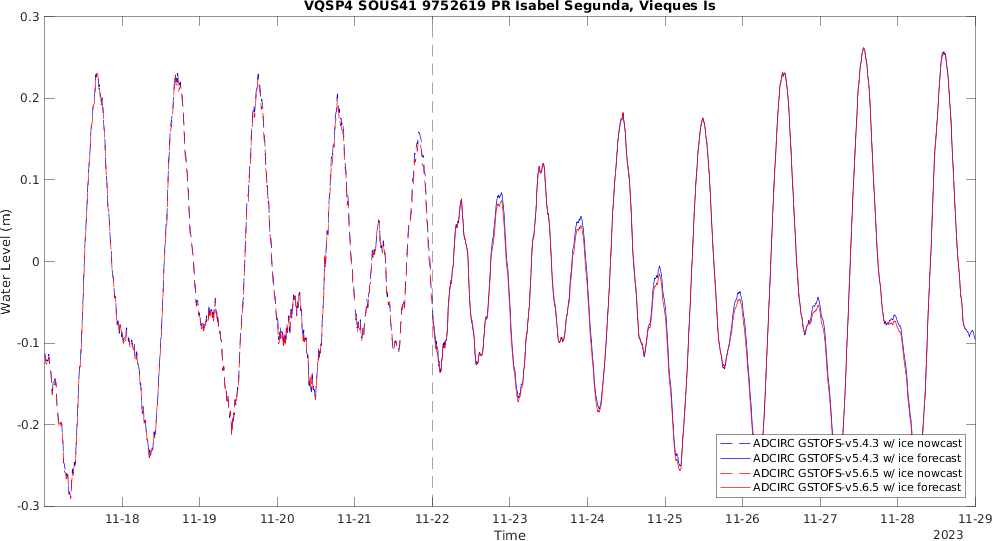 VQSP4 SOUS41 9752619 PR Isabel Segunda, Vieques Is
0.3
0.2
0.1
0
-0.1
-0.2
-0.3
Water Level (m)
ADCIRC GSTOFS-v5.4.3 w/ ice nowcast
ADCIRC GSTOFS-v5.4.3 w/ ice forecast
ADCIRC GSTOFS-v5.6.5 w/ ice nowcast
ADCIRC GSTOFS-v5.6.5 w/ ice forecast
11-18 11-19 11-20 11-21 11-22 11-23 11-24 11-25 11-26 11-27 11-28 11-29
Time
2023